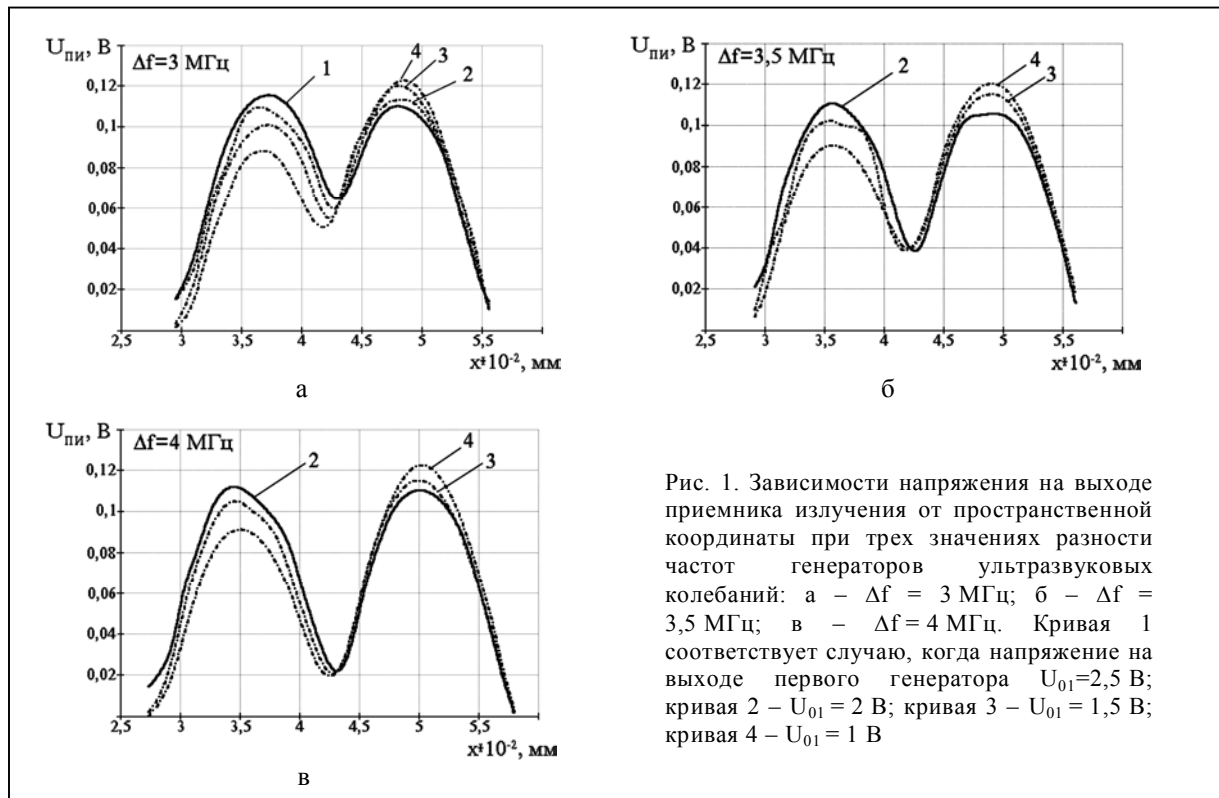 U_ПИ, В
Δf=3 МГц
1
4
3
2
0,12
0,1
0,08
0,06
0,04
0,02
2,5 3 3,5 4 4,5 5 5,5
x*10⁻², мм
а
U_ПИ, В
Δf=3,5 МГц
2
4
3
0,12
0,1
0,08
0,06
0,04
0,02
2,5 3 3,5 4 4,5 5 5,5
x*10⁻², мм
б
U_ПИ, В
Δf=4 МГц
2
4
3
0,12
0,1
0,08
0,06
0,04
0,02
2,5 3 3,5 4 4,5 5 5,5
x*10⁻², мм
в
Рис. 1. Зависимости напряжения на выходе
приемника излучения от пространственной
координаты при трех значениях разности
частот генераторов ультразвуковых
колебаний: а – Δf = 3 МГц; б – Δf =
3,5 МГц; в – Δf = 4 МГц. Кривая 1
соответствует случаю, когда напряжение на
выходе первого генератора U₀₁=2,5 В;
кривая 2 – U₀₁ = 2 В; кривая 3 – U₀₁ = 1,5 В;
кривая 4 – U₀₁ = 1 В